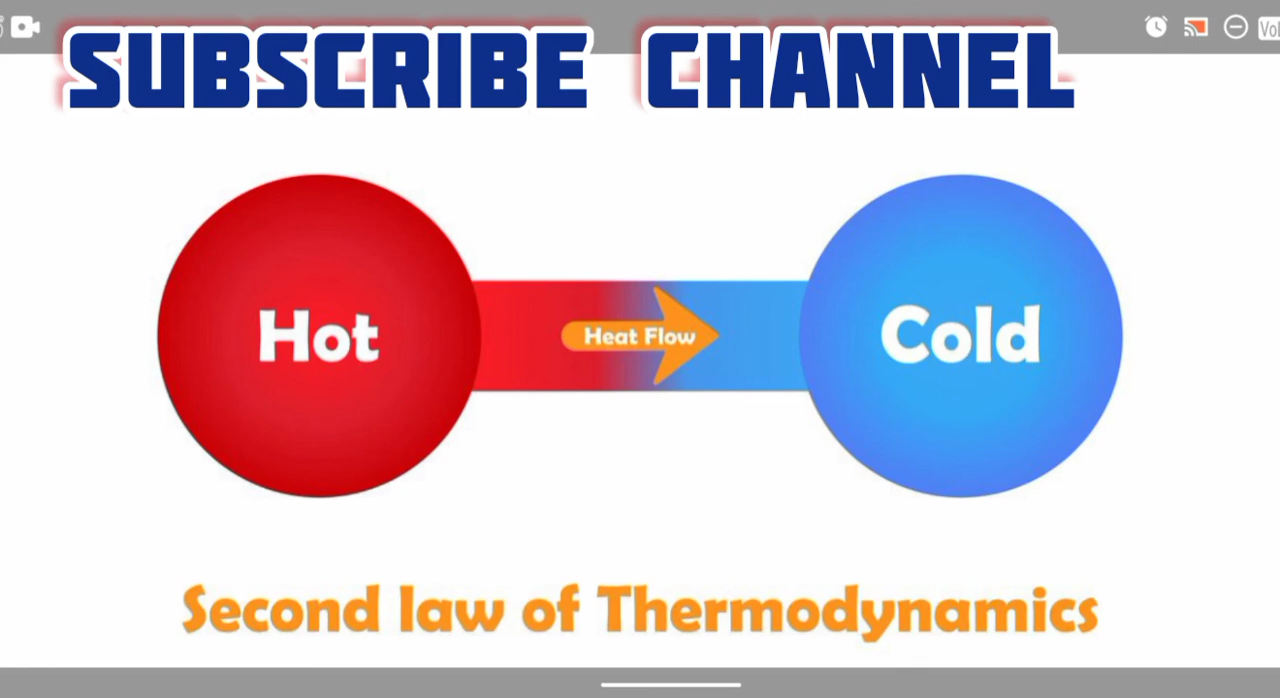 SUBSCRIBE CHANNEL
Hot
Heat Flow
Cold
Second law of Thermodynamics